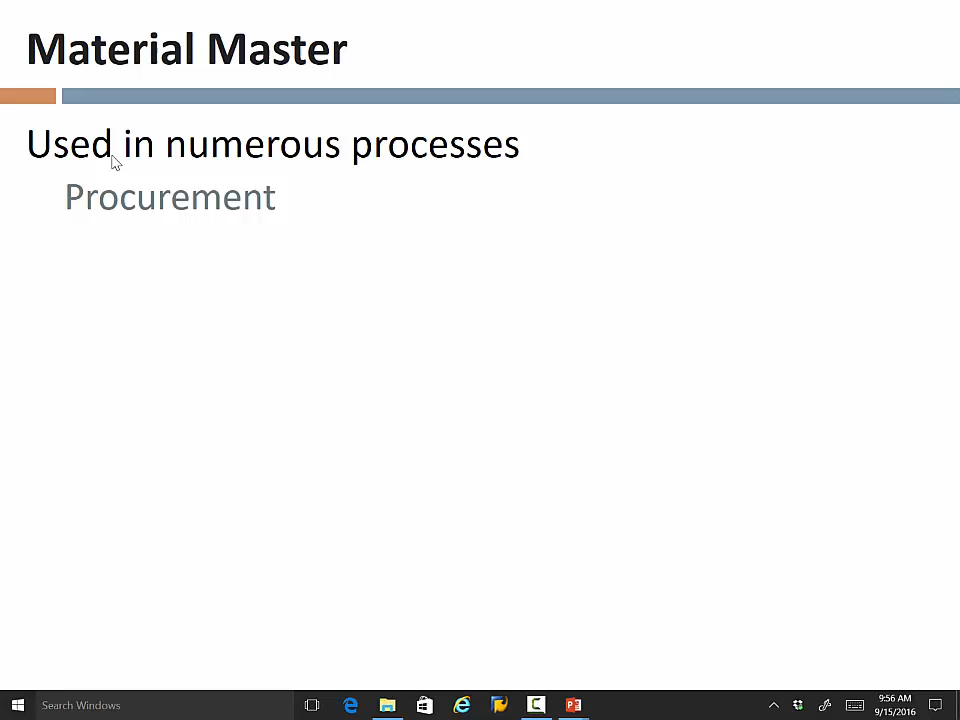 Material Master
Used in numerous processes
Procurement
Search Windows
9:56 AM
9/15/2016